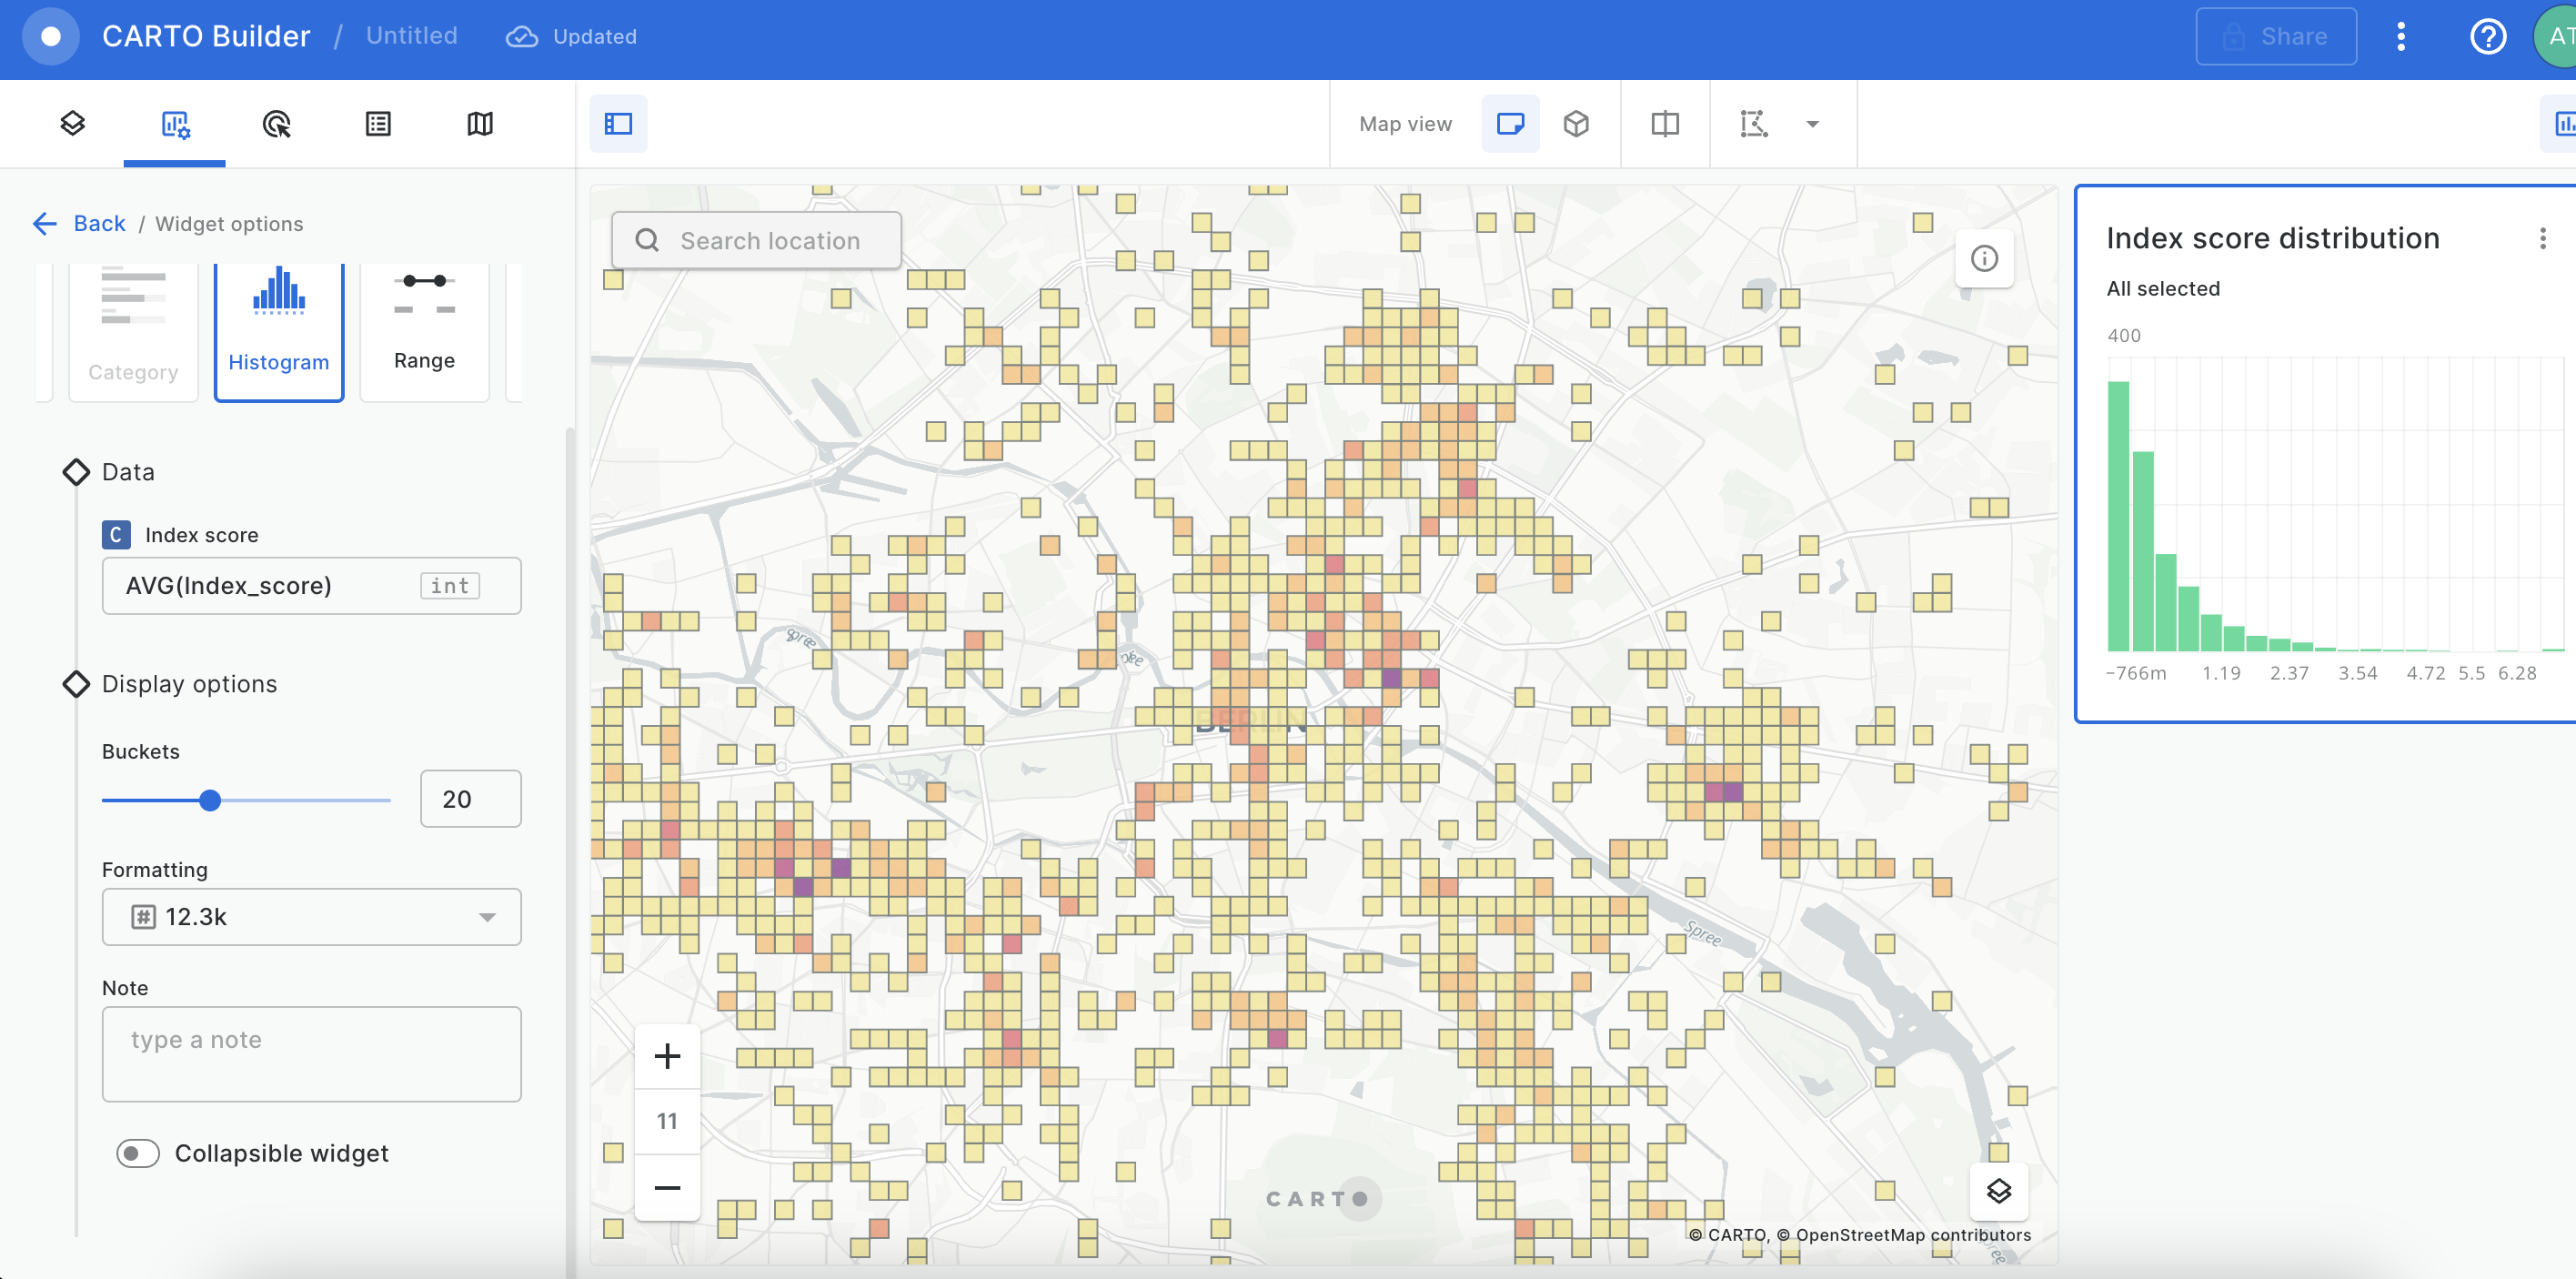 CARTO Builder / Untitled Updated Share AT
Map view
Back / Widget options
Category
Histogram
Range
Data
C Index score
AVG(Index_score) int
Display options
Buckets
20
Formatting
# 12.3k
Note
type a note
Collapsible widget
Search location
Spree
Spree
BERLIN
Spree
Spree
11
CARTO
© CARTO, © OpenStreetMap contributors
Index score distribution
All selected
400
−766m 1.19 2.37 3.54 4.72 5.5 6.28